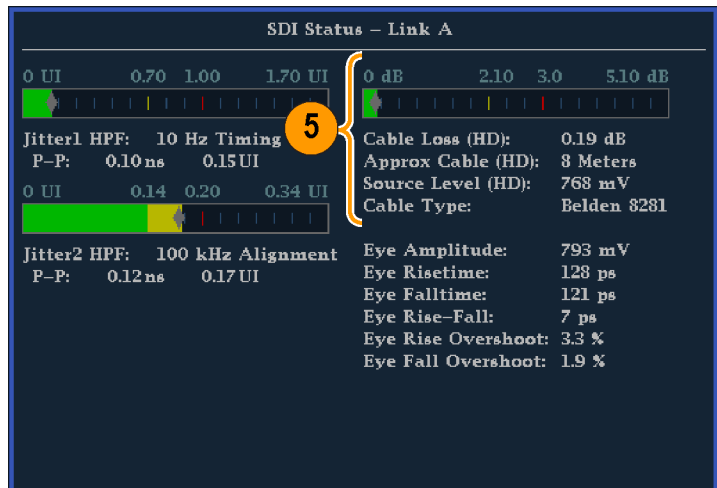 SDI Status – Link A
0 UI 0.70 1.00 1.70 UI
Jitter1 HPF: 10 Hz Timing
P–P: 0.10 ns 0.15 UI
0 UI 0.14 0.20 0.34 UI
Jitter2 HPF: 100 kHz Alignment
P–P: 0.12 ns 0.17 UI
5
0 dB 2.10 3.0 5.10 dB
Cable Loss (HD): 0.19 dB
Approx Cable (HD): 8 Meters
Source Level (HD): 768 mV
Cable Type: Belden 8281
Eye Amplitude: 793 mV
Eye Risetime: 128 ps
Eye Falltime: 121 ps
Eye Rise–Fall: 7 ps
Eye Rise Overshoot: 3.3 %
Eye Fall Overshoot: 1.9 %